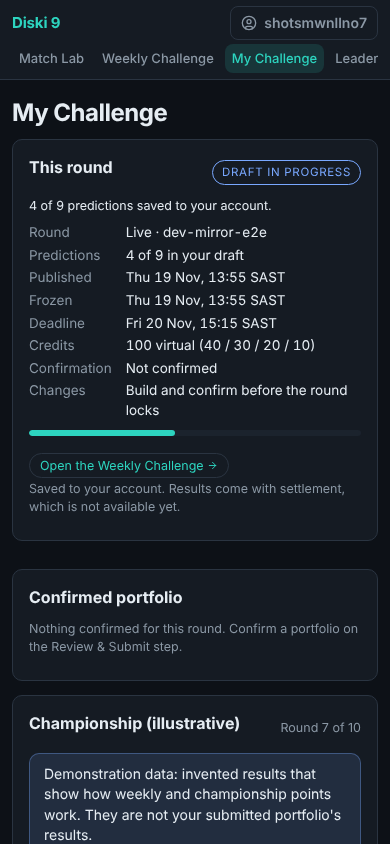 Diski 9
shotsmwnllno7
Match Lab Weekly Challenge My Challenge Leader
My Challenge
This round
DRAFT IN PROGRESS
4 of 9 predictions saved to your account.
Round Live · dev-mirror-e2e
Predictions 4 of 9 in your draft
Published Thu 19 Nov, 13:55 SAST
Frozen Thu 19 Nov, 13:55 SAST
Deadline Fri 20 Nov, 15:15 SAST
Credits 100 virtual (40 / 30 / 20 / 10)
Confirmation Not confirmed
Changes Build and confirm before the round
locks
Open the Weekly Challenge →
Saved to your account. Results come with settlement,
which is not available yet.
Confirmed portfolio
Nothing confirmed for this round. Confirm a portfolio on
the Review & Submit step.
Championship (illustrative)
Round 7 of 10
Demonstration data: invented results that
show how weekly and championship points
work. They are not your submitted portfolio's
results.